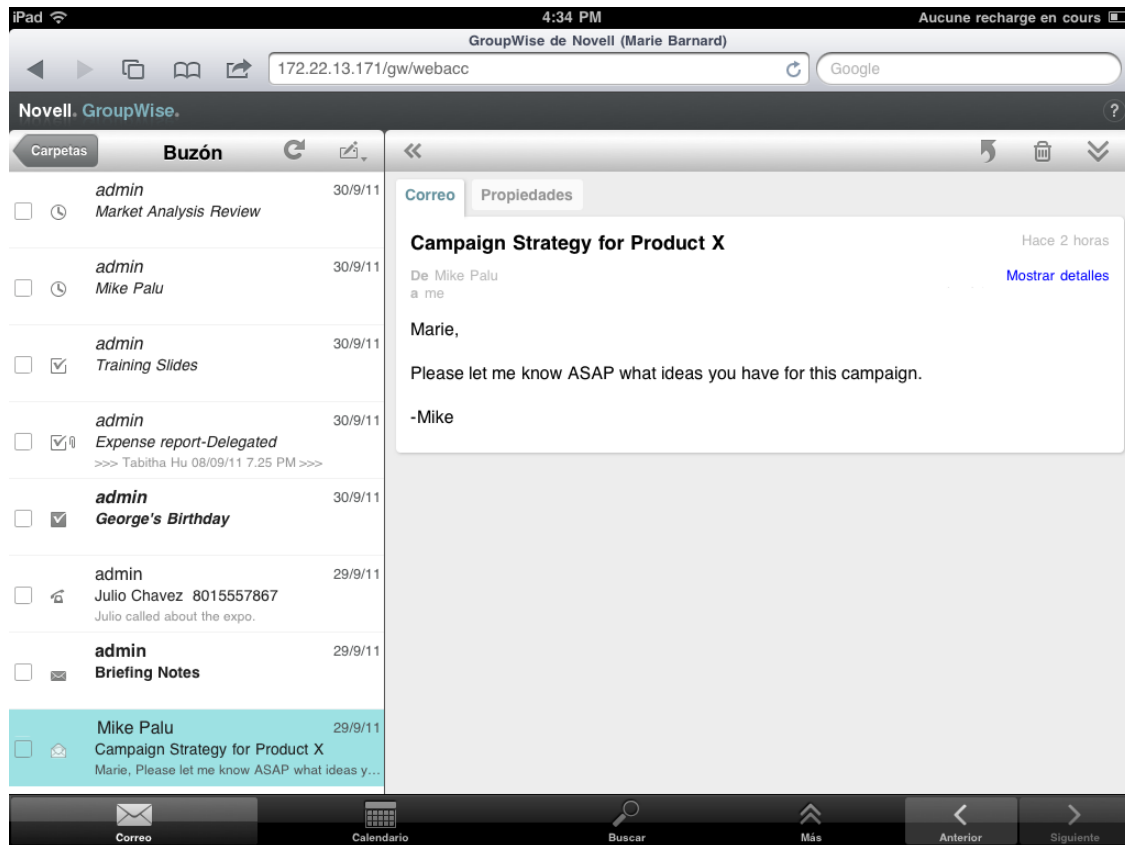 iPad 4:34 PM Aucune recharge en cours
GroupWise de Novell (Marie Barnard)
172.22.13.171/gw/webacc Google
Novell. GroupWise. ?
Carpetas Buzón
admin 30/9/11
Market Analysis Review
admin 30/9/11
Mike Palu
admin 30/9/11
Training Slides
admin 30/9/11
Expense report-Delegated
>>> Tabitha Hu 08/09/11 7.25 PM >>>
admin 30/9/11
George's Birthday
admin 29/9/11
Julio Chavez 8015557867
Julio called about the expo.
admin 29/9/11
Briefing Notes
Mike Palu 29/9/11
Campaign Strategy for Product X
Marie, Please let me know ASAP what ideas y...
Correo Propiedades
Campaign Strategy for Product X Hace 2 horas
De Mike Palu Mostrar detalles
a me
Marie,
Please let me know ASAP what ideas you have for this campaign.
-Mike
Correo Calendario Buscar Más Anterior Siguiente